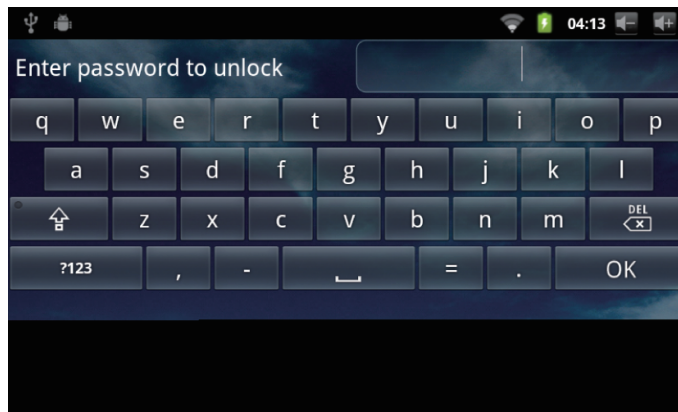 04:13
Enter password to unlock
q w e r t y u i o p
a s d f g h j k l
z x c v b n m DEL
?123 , - = . OK